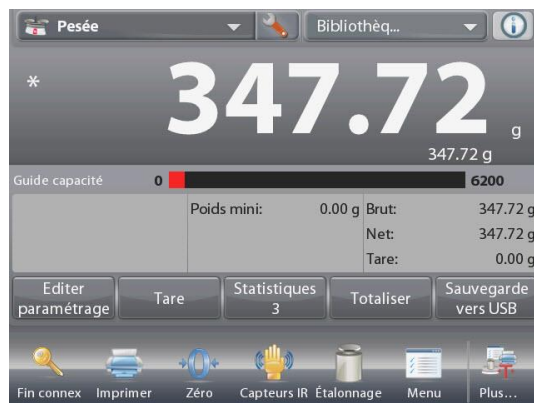 Pesée
Bibliothèq...
*
347.72 g
347.72 g
Guide capacité 0 6200
Poids mini: 0.00 g Brut: 347.72 g
Net: 347.72 g
Tare: 0.00 g
Editer paramétrage
Tare
Statistiques 3
Totaliser
Sauvegarde vers USB
Fin connex
Imprimer
Zéro
Capteurs IR
Étalonnage
Menu
Plus...